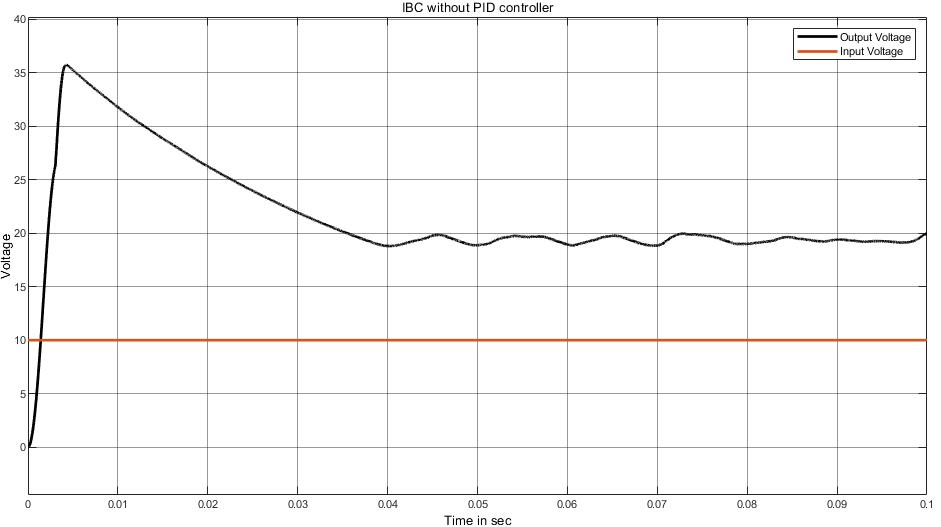 IBC without PID controller
Output Voltage
Input Voltage
Voltage
40
35
30
25
20
15
10
5
0
0 0.01 0.02 0.03 0.04 0.05 0.06 0.07 0.08 0.09 0.1
Time in sec